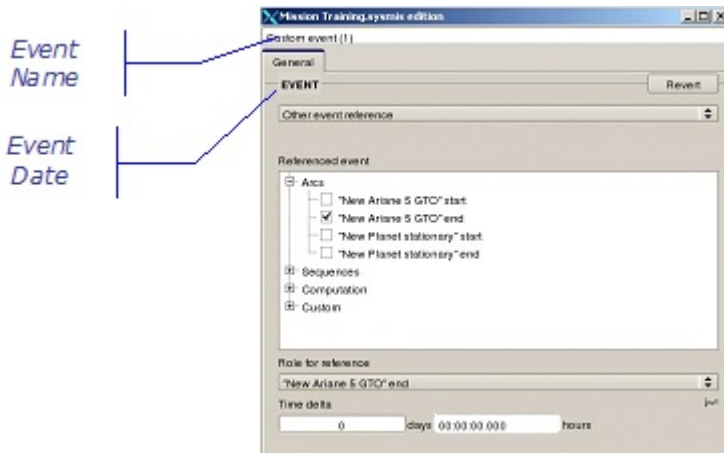 Mission Training.sysmis edition
Custom event (1)
Event
Name
General
EVENT
Revert
Other event reference
Event
Date
Referenced event
Arcs
"New Ariane 5 GTO" start
"New Ariane 5 GTO" end
"New Planet stationary" start
"New Planet stationary" end
Sequences
Computation
Custom
Role for reference
"New Ariane 5 GTO" end
Time delta
0 days 00:00:00.000 hours